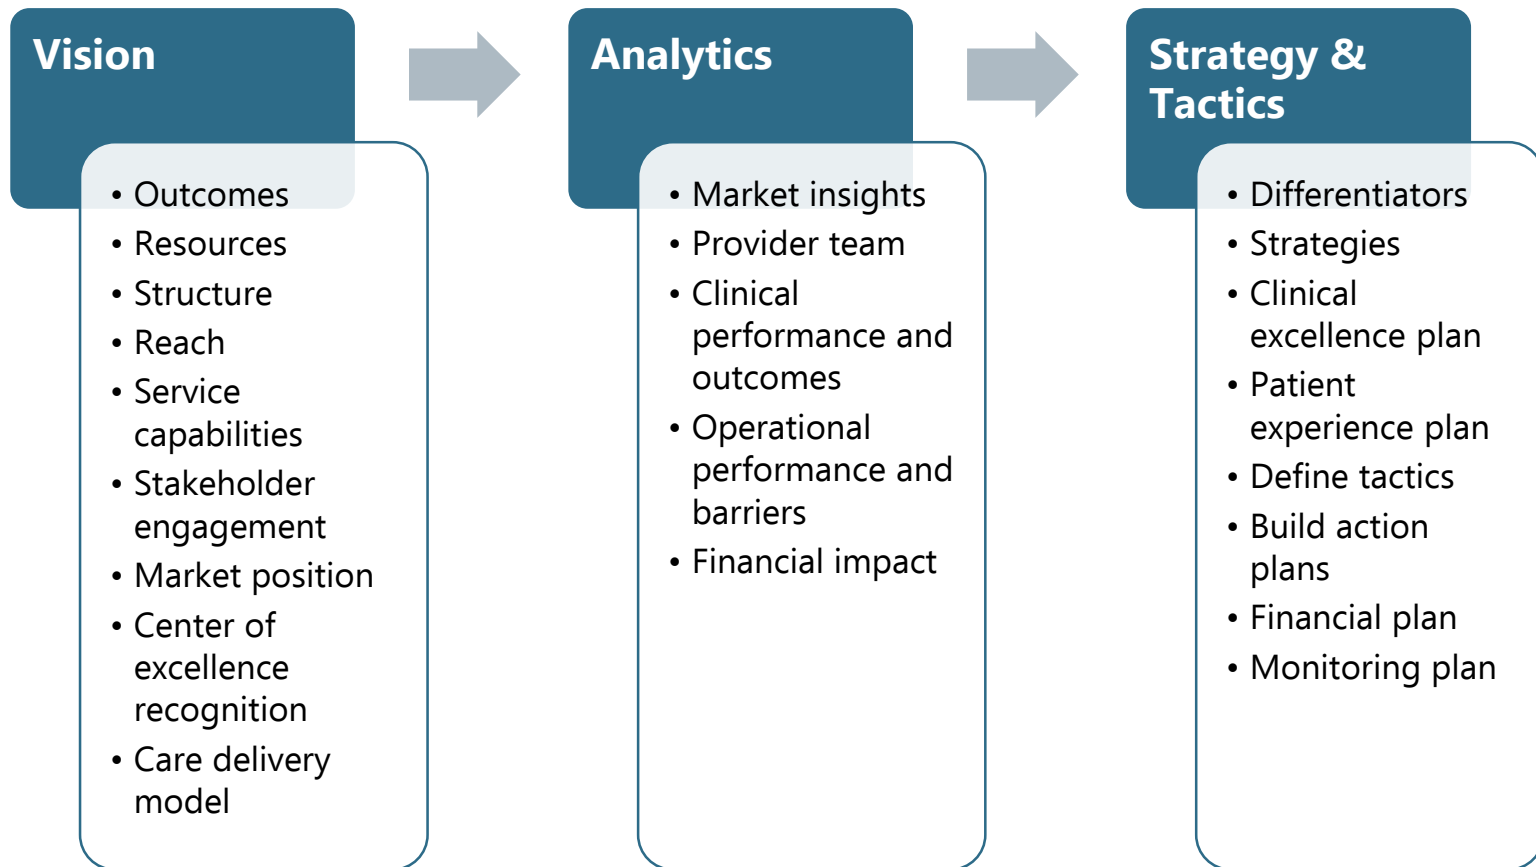 Vision
• Outcomes
• Resources
• Structure
• Reach
• Service
capabilities
• Stakeholder
engagement
• Market position
• Center of
excellence
recognition
• Care delivery
model
Analytics
• Market insights
• Provider team
• Clinical
performance and
outcomes
• Operational
performance and
barriers
• Financial impact
Strategy &
Tactics
• Differentiators
• Strategies
• Clinical
excellence plan
• Patient
experience plan
• Define tactics
• Build action
plans
• Financial plan
• Monitoring plan